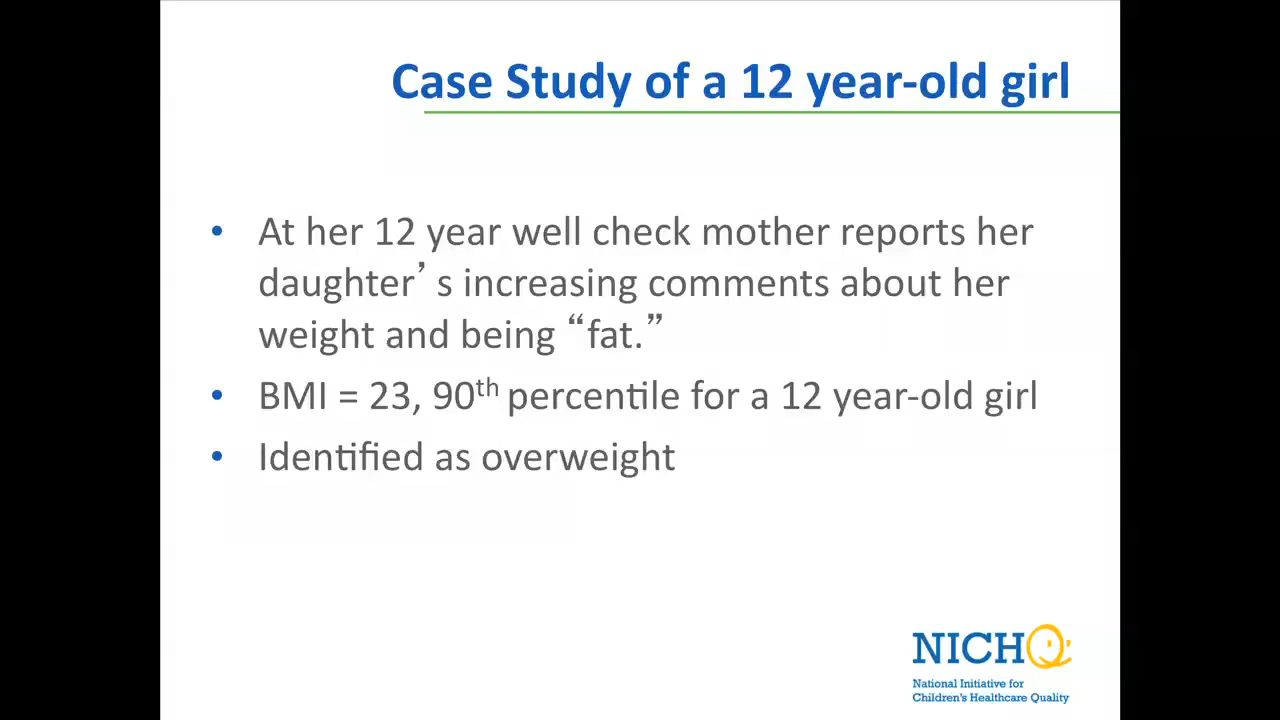 Case Study of a 12 year-old girl
• At her 12 year well check mother reports her
daughter’s increasing comments about her
weight and being “fat.”
• BMI = 23, 90th percentile for a 12 year-old girl
• Identified as overweight
NICHQ
National Initiative for
Children's Healthcare Quality